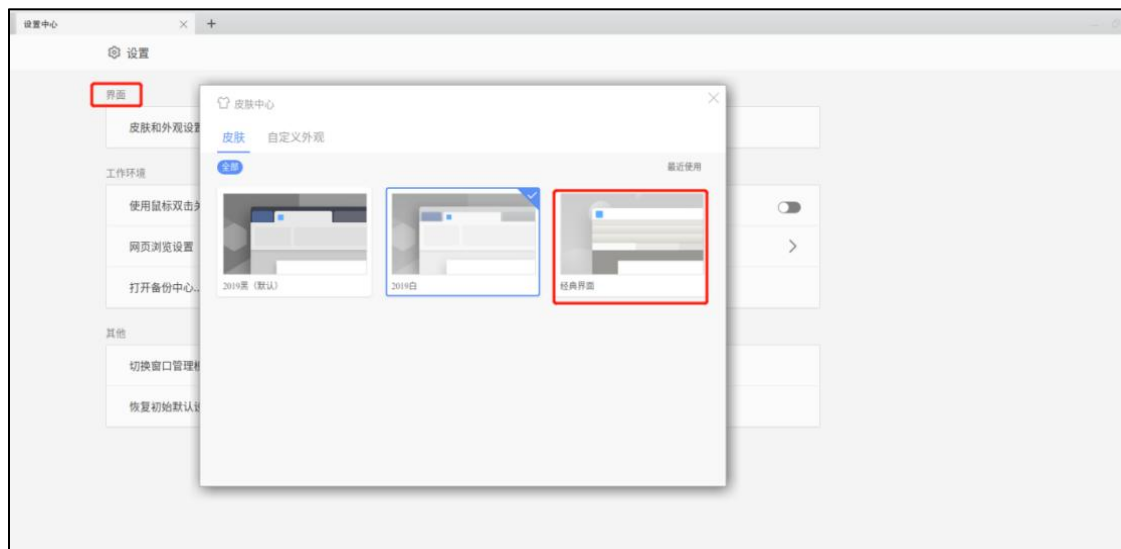 设置中心
设置
界面
皮肤中心
皮肤和外观设
皮肤 自定义外观
全部 最近使用
工作环境
使用鼠标双击
网页浏览设置
打开备份中心..
2019黑（默认） 2019白 经典界面
其他
切换窗口管理
恢复初始默认